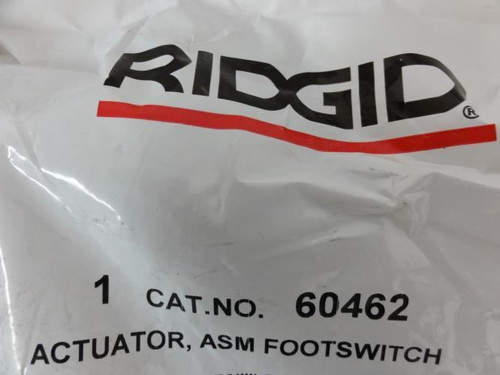 RIDGID®
1 CAT.NO. 60462
ACTUATOR, ASM FOOTSWITCH